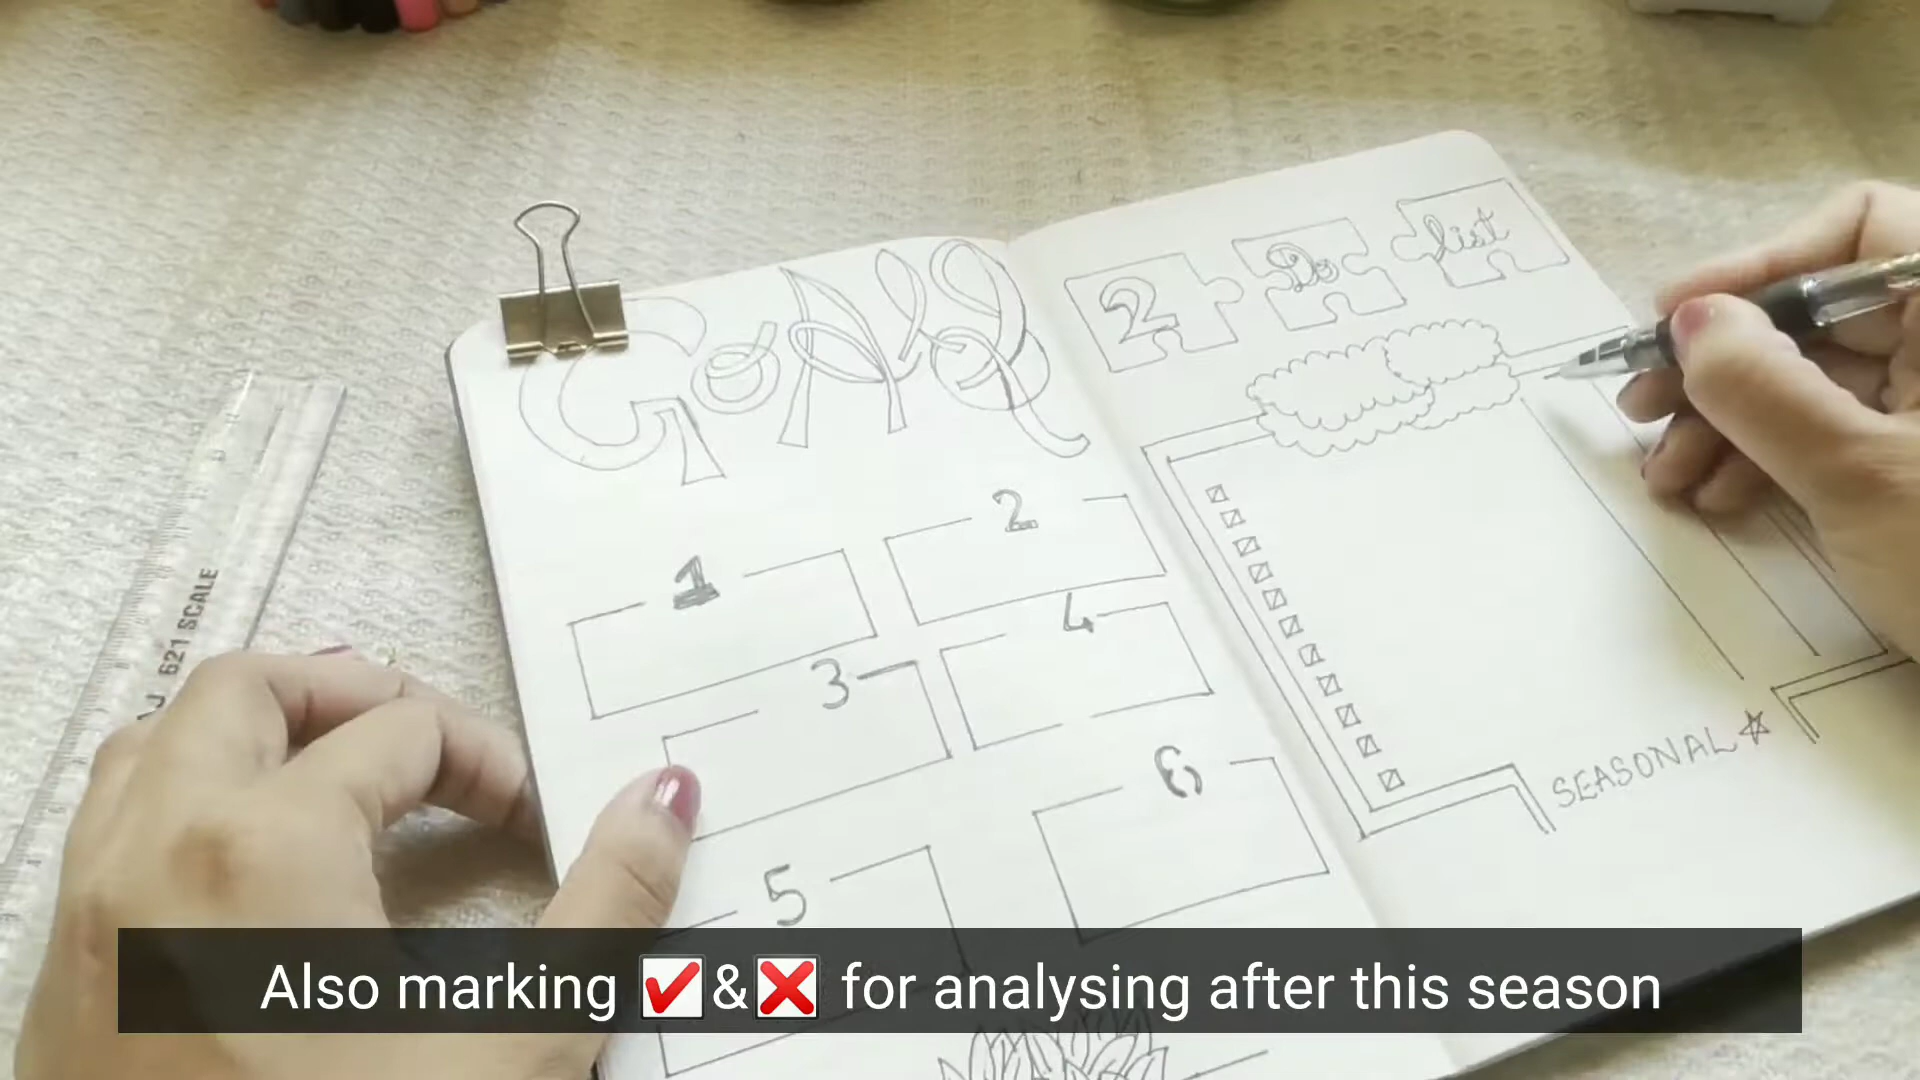 GOALS
1
2
3
4
5
6
2 Do list
SEASONAL
J 621 SCALE
Also marking ✔&❌ for analysing after this season